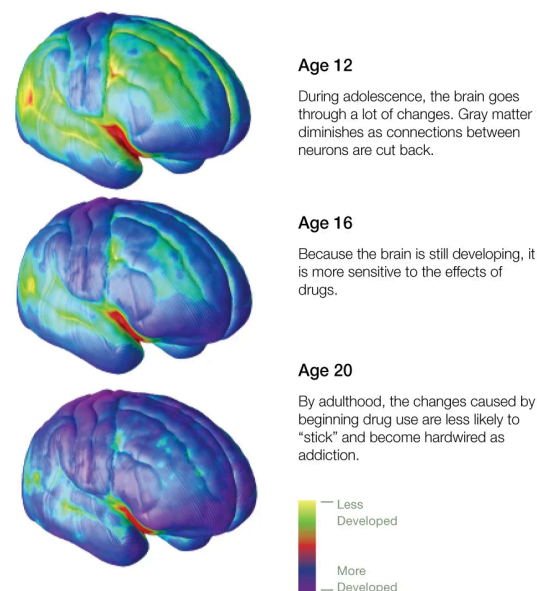 Age 12
During adolescence, the brain goes
through a lot of changes. Gray matter
diminishes as connections between
neurons are cut back.
Age 16
Because the brain is still developing, it
is more sensitive to the effects of
drugs.
Age 20
By adulthood, the changes caused by
beginning drug use are less likely to
“stick” and become hardwired as
addiction.
Less
Developed
More
Developed